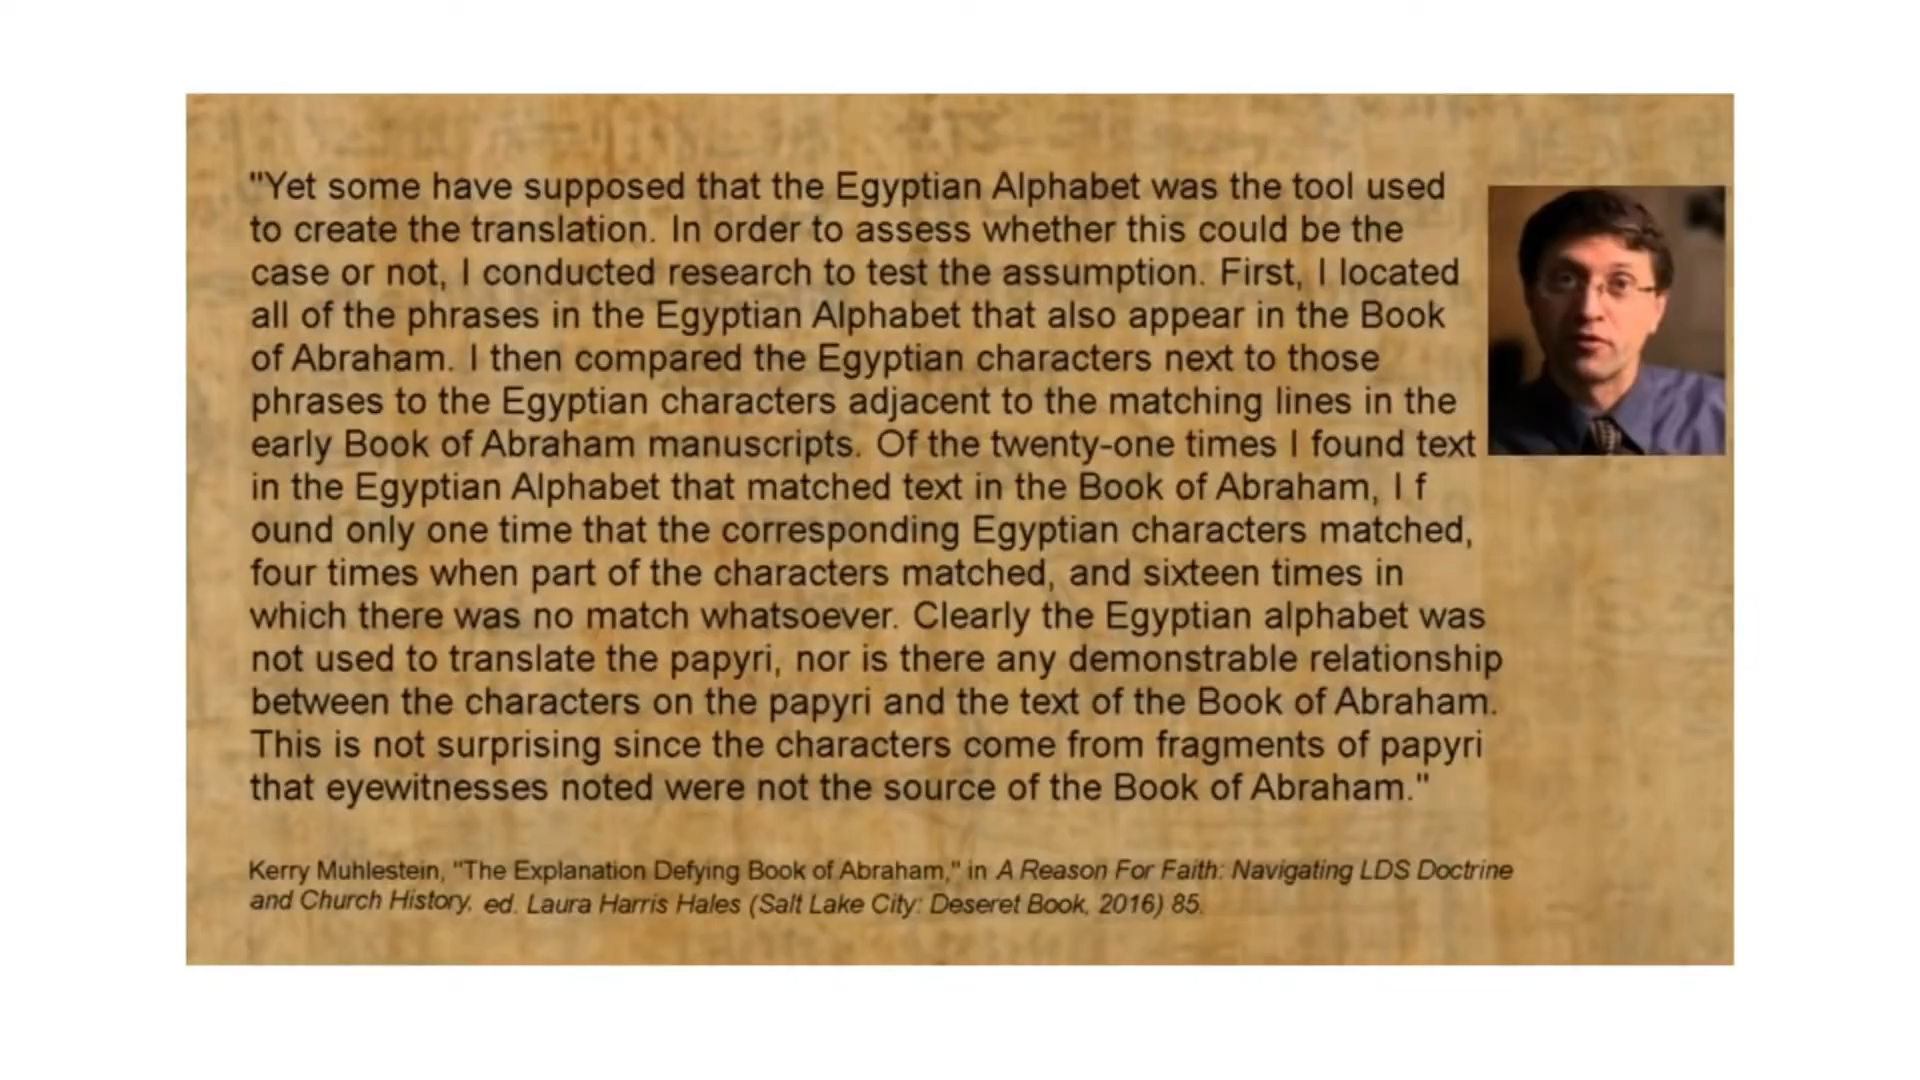 "Yet some have supposed that the Egyptian Alphabet was the tool used
to create the translation. In order to assess whether this could be the
case or not, I conducted research to test the assumption. First, I located
all of the phrases in the Egyptian Alphabet that also appear in the Book
of Abraham. I then compared the Egyptian characters next to those
phrases to the Egyptian characters adjacent to the matching lines in the
early Book of Abraham manuscripts. Of the twenty-one times I found text
in the Egyptian Alphabet that matched text in the Book of Abraham, I f
ound only one time that the corresponding Egyptian characters matched,
four times when part of the characters matched, and sixteen times in
which there was no match whatsoever. Clearly the Egyptian alphabet was
not used to translate the papyri, nor is there any demonstrable relationship
between the characters on the papyri and the text of the Book of Abraham.
This is not surprising since the characters come from fragments of papyri
that eyewitnesses noted were not the source of the Book of Abraham."
Kerry Muhlestein, "The Explanation Defying Book of Abraham," in A Reason For Faith: Navigating LDS Doctrine
and Church History, ed. Laura Harris Hales (Salt Lake City: Deseret Book, 2016) 85.